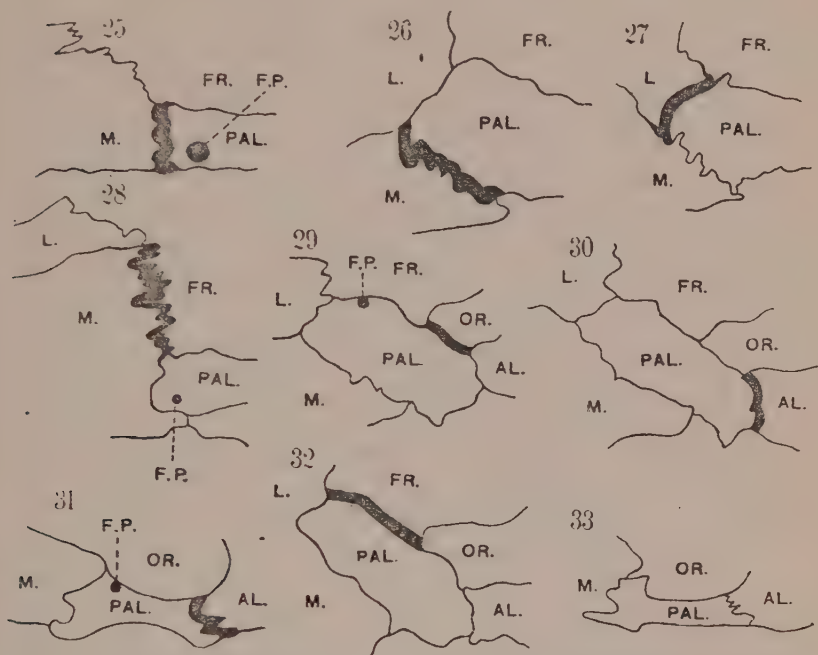 25
FR.
F.P.
M.
PAL.
26
FR.
L.
PAL.
M.
27
FR.
L
PAL.
M.
28
L.
FR.
M.
PAL.
F.P.
29
F.P.
FR.
L.
OR.
PAL.
AL.
M.
30
L.
FR.
OR.
PAL.
AL.
M.
31
F.P.
OR.
M.
PAL.
AL.
32
L.
FR.
OR.
PAL.
M.
AL.
33
M.
OR.
PAL.
AL.